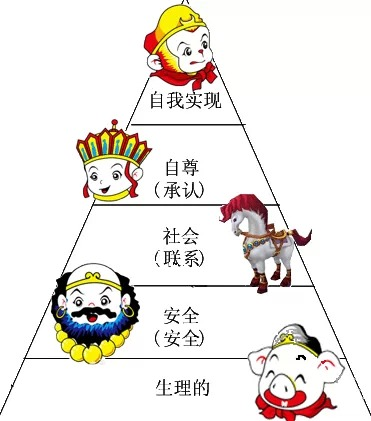 自我实现
自尊
(承认)
社会
(联系)
安全
(安全)
生理的